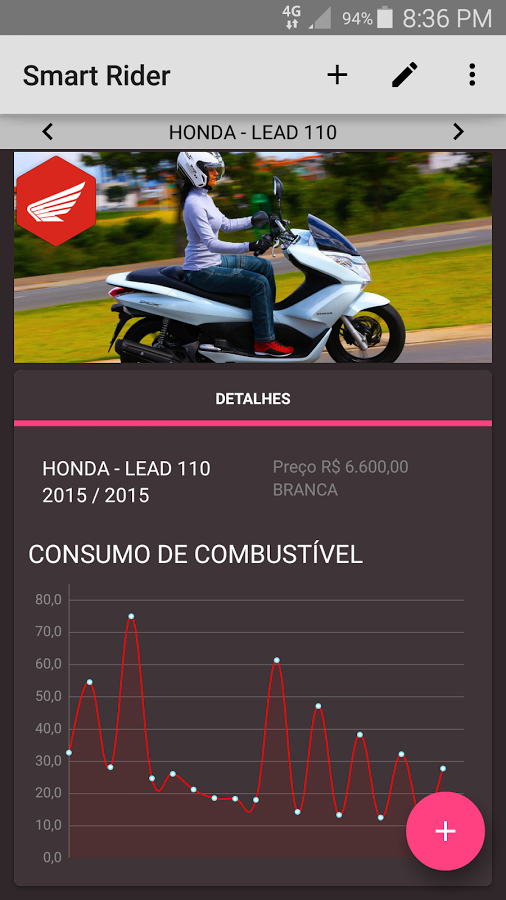 4G 94% 8:36 PM
Smart Rider
HONDA - LEAD 110
DETALHES
HONDA - LEAD 110
2015 / 2015
Preço R$ 6.600,00
BRANCA
CONSUMO DE COMBUSTÍVEL
80,0
70,0
60,0
50,0
40,0
30,0
20,0
10,0
0,0